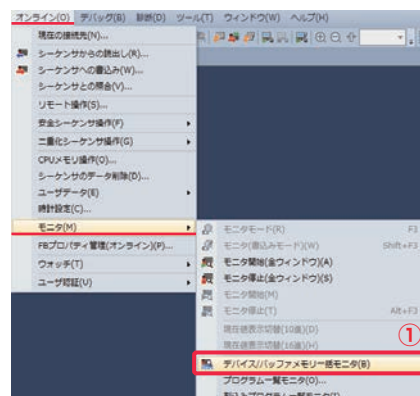 オンライン(O) デバッグ(B) 診断(D) ツール(T) ウィンドウ(W) ヘルプ(H)
現在の接続先(N)...
シーケンサからの読出し(R)...
シーケンサへの書込み(W)...
シーケンサとの照合(V)...
リモート操作(S)...
安全シーケンサ操作(F)
二重化シーケンサ操作(G)
CPUメモリ操作(O)...
シーケンサのデータ削除(D)...
ユーザデータ(E)
時計設定(C)...
モニタ(M)
FBプロパティ管理(オンライン)(P)...
ウォッチ(T)
ユーザ認証(U)
モニタモード(R) F3
モニタ(書込みモード)(W) Shift+F3
モニタ開始(全ウィンドウ)(A)
モニタ停止(全ウィンドウ)(S)
モニタ開始(M)
モニタ停止(T) Alt+F3
現在値表示切替(10進)(D)
現在値表示切替(16進)(H)
①
デバイス/バッファメモリ一括モニタ(B)
プログラム一覧モニタ(O)...